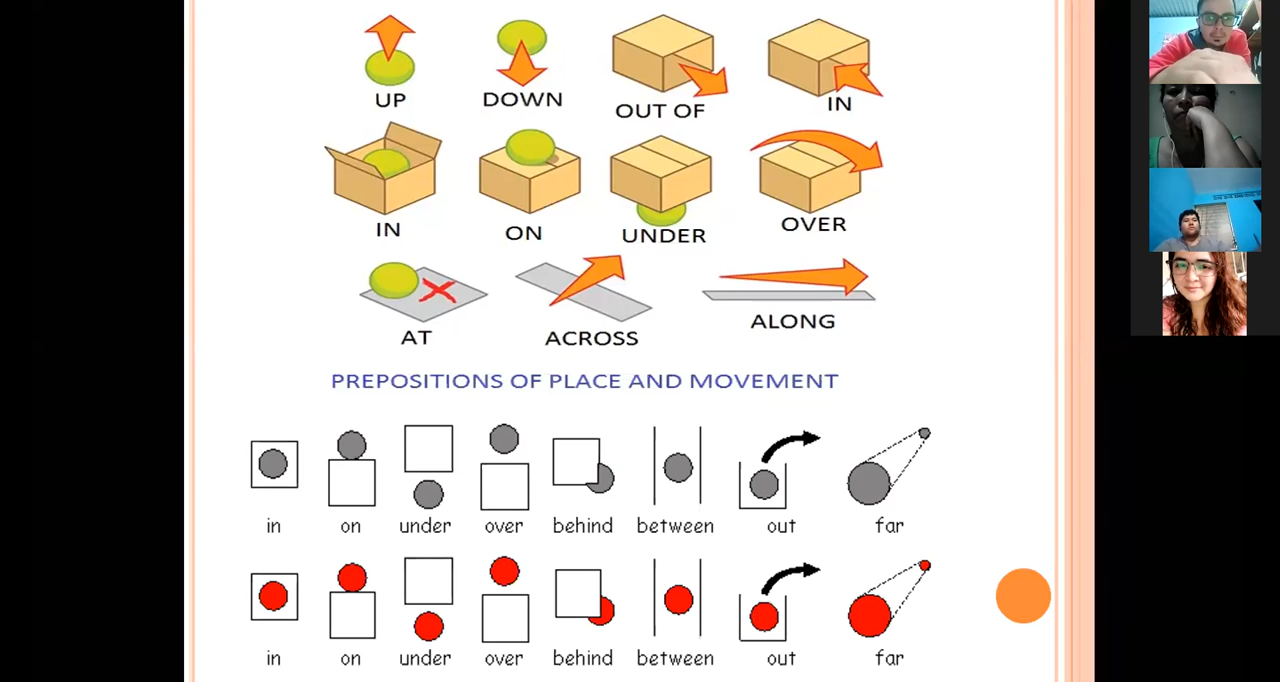 UP
DOWN
OUT OF
IN
IN
ON
UNDER
OVER
AT
ACROSS
ALONG
PREPOSITIONS OF PLACE AND MOVEMENT
in on under over behind between out far
in on under over behind between out far